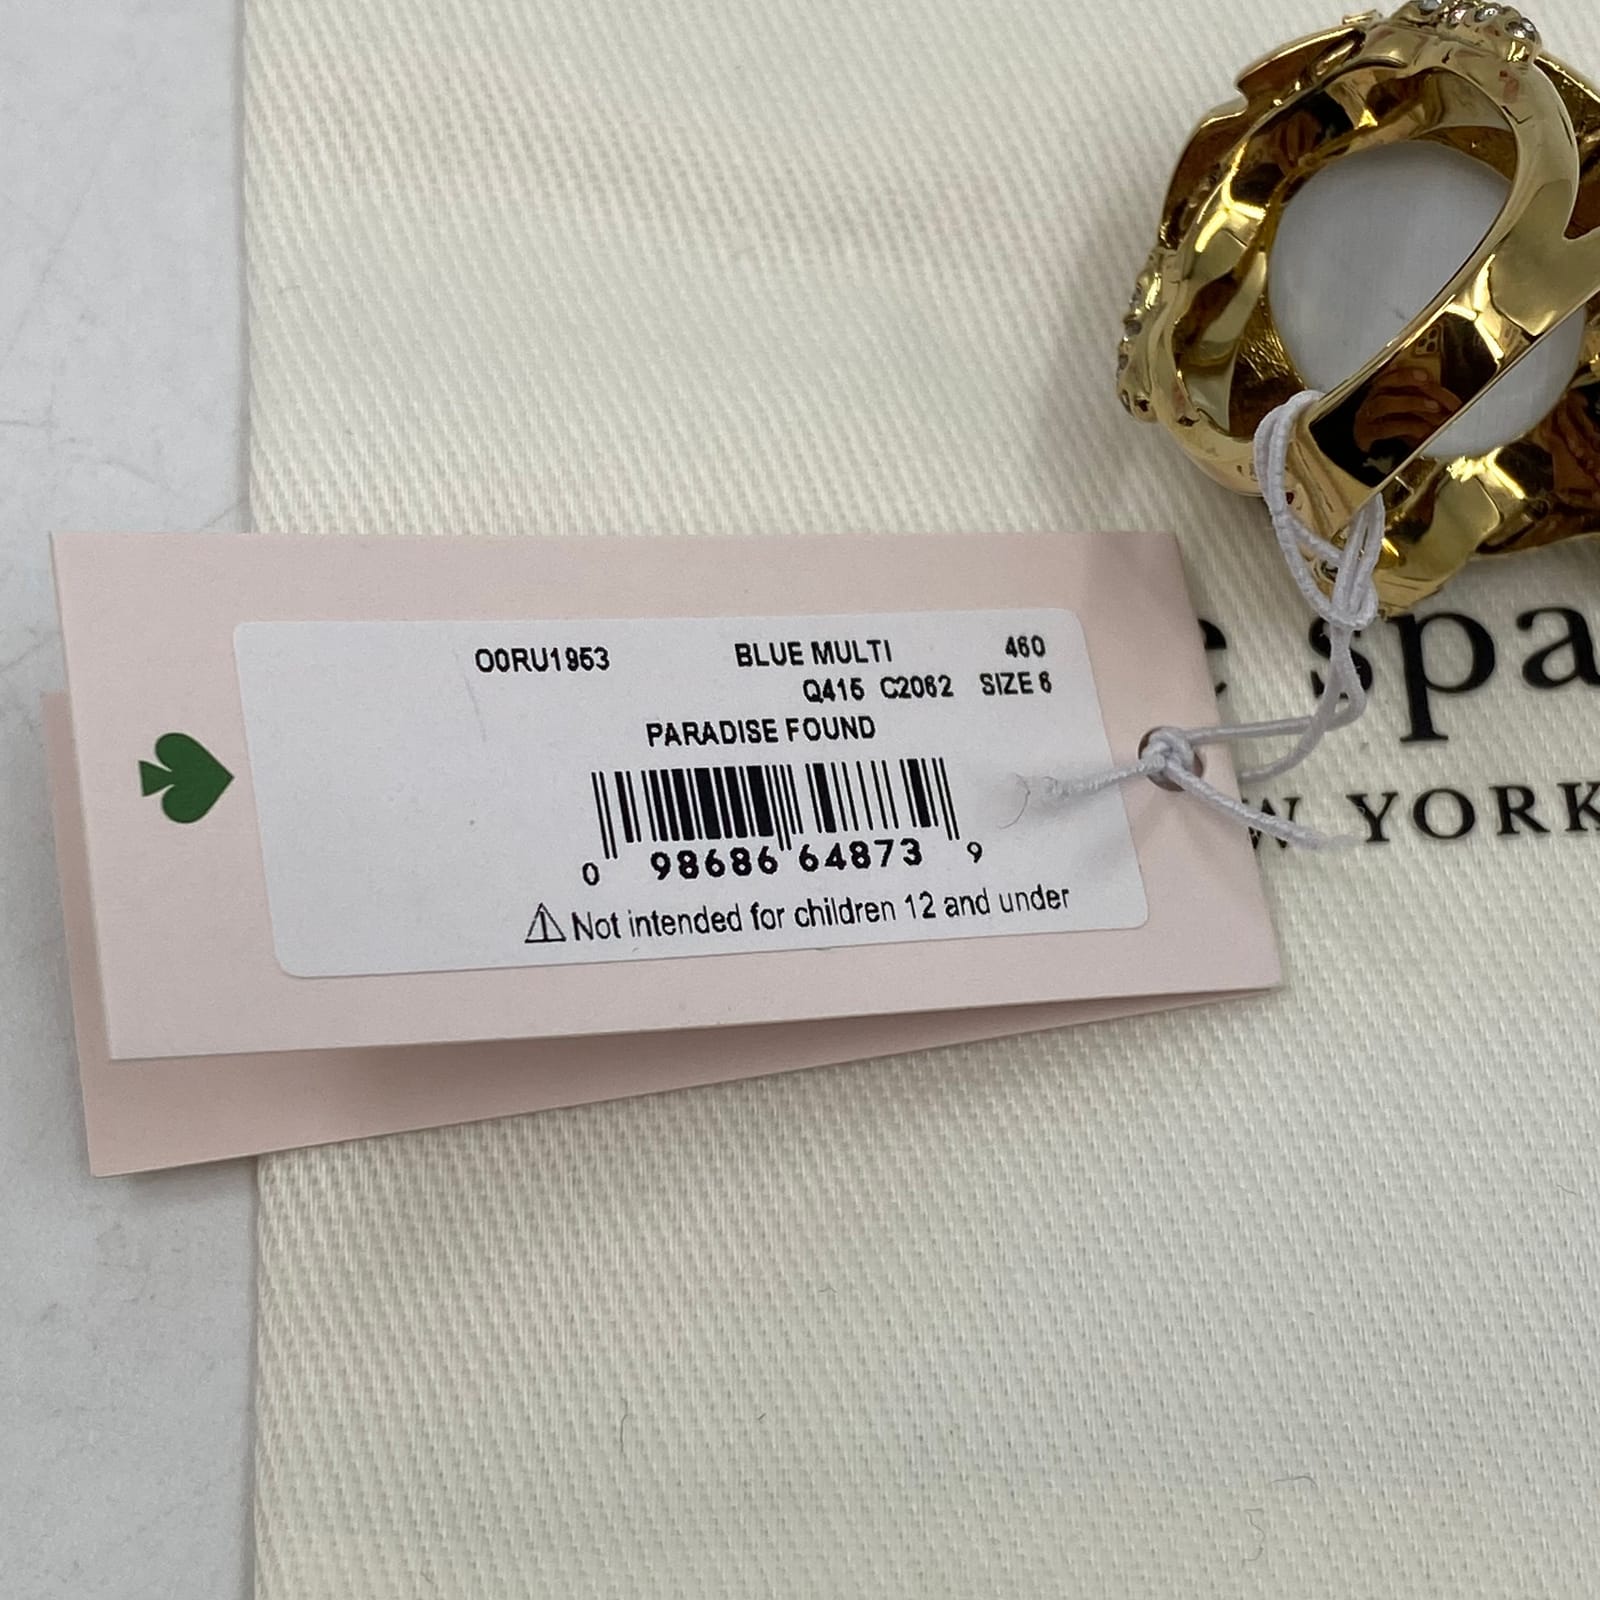 O0RU1953 BLUE MULTI 460
Q415 C2062 SIZE 6
PARADISE FOUND
0 98686 64873 9
Not intended for children 12 and under
e spa
W YORK